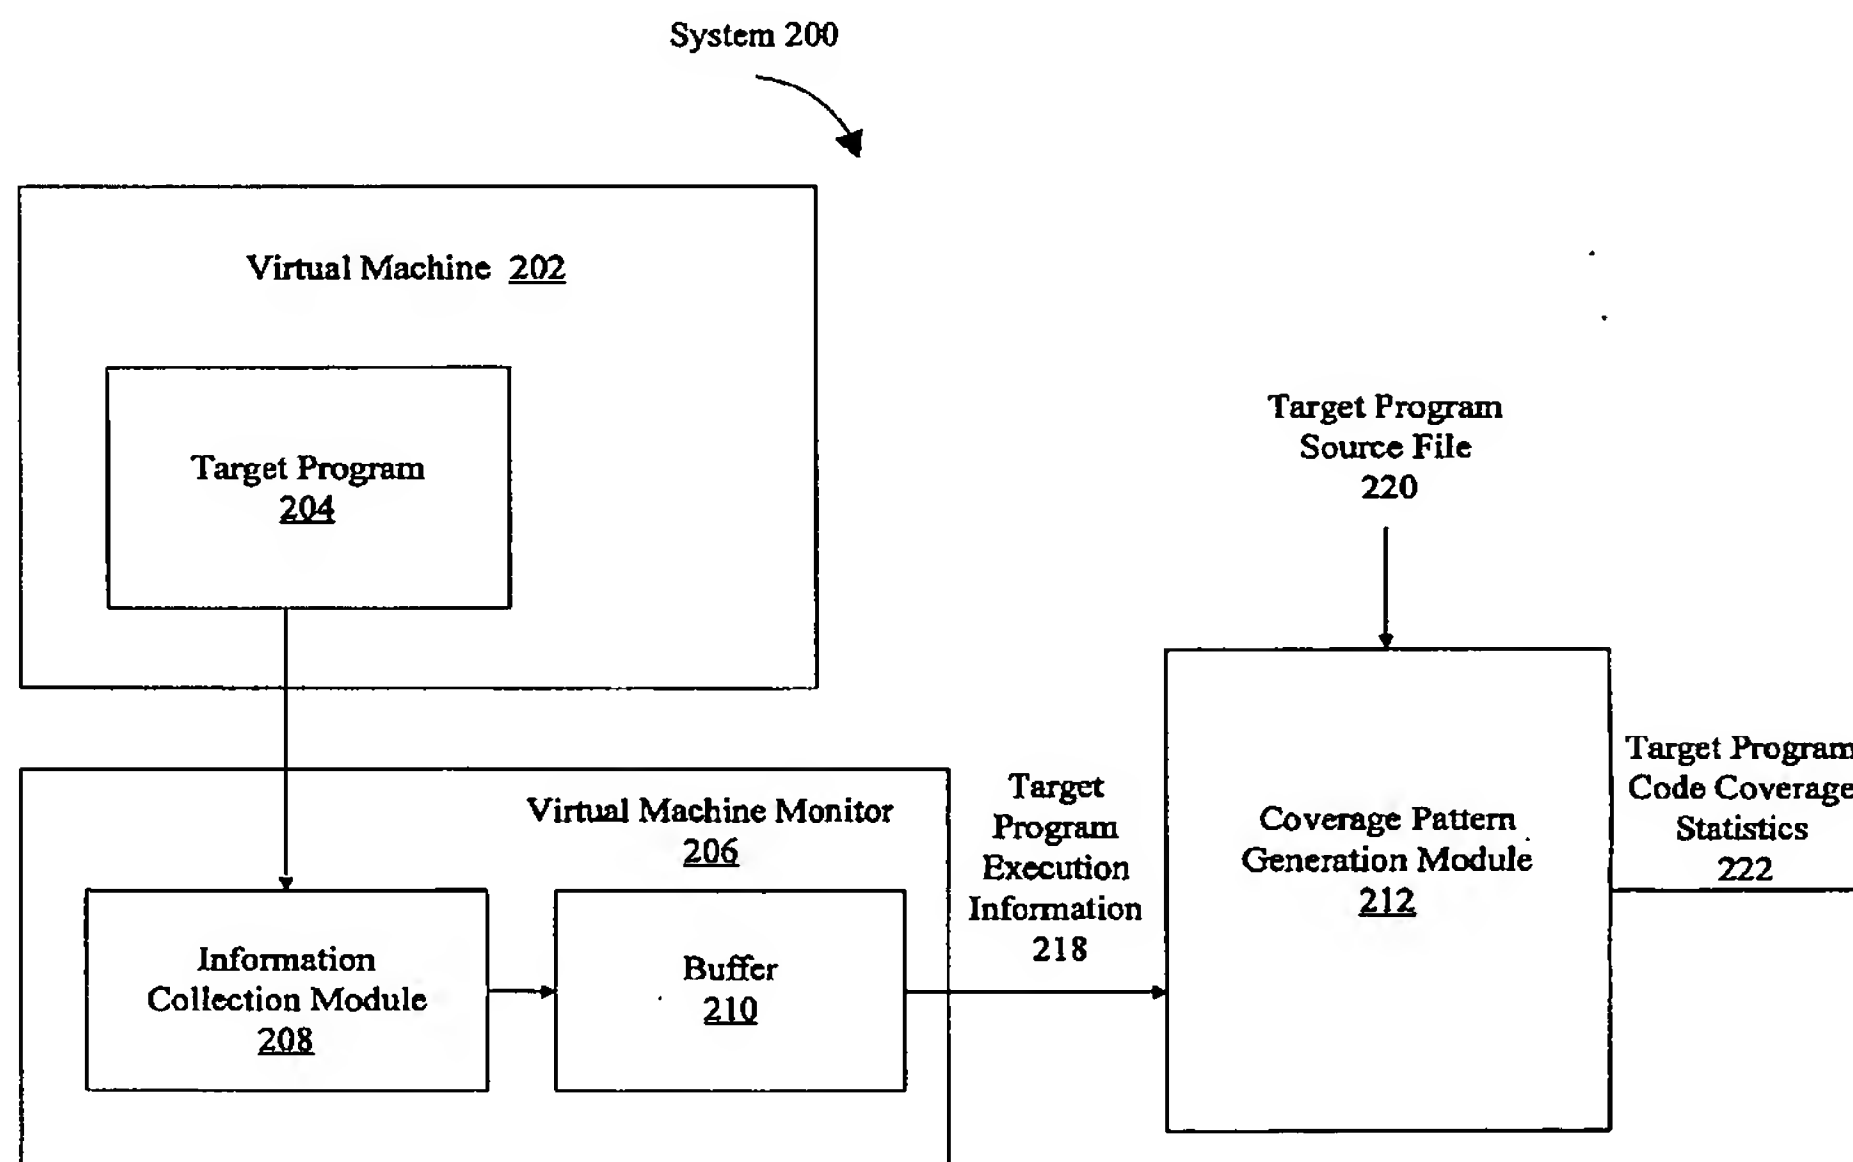 System 200
Virtual Machine 202
Target Program
204
Target Program
Source File
220
Virtual Machine Monitor
206
Information
Collection Module
208
Buffer
210
Target
Program
Execution
Information
218
Coverage Pattern
Generation Module
212
Target Program
Code Coverage
Statistics
222